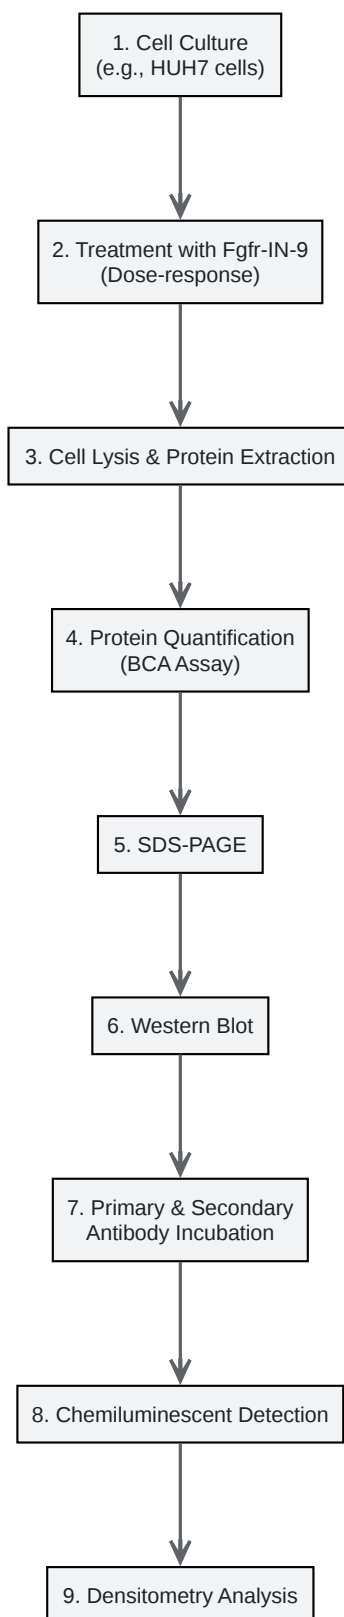 1. Cell Culture
(e.g., HUH7 cells)
2. Treatment with Fgfr-IN-9
(Dose-response)
3. Cell Lysis & Protein Extraction
4. Protein Quantification
(BCA Assay)
5. SDS-PAGE
6. Western Blot
7. Primary & Secondary
Antibody Incubation
8. Chemiluminescent Detection
9. Densitometry Analysis